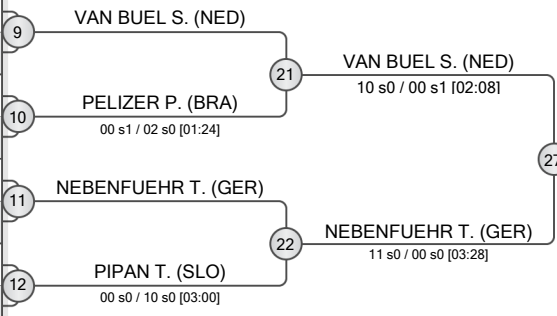 9
VAN BUEL S. (NED)
21
VAN BUEL S. (NED)
10 s0 / 00 s1 [02:08]
10
PELIZER P. (BRA)
00 s1 / 02 s0 [01:24]
27
11
NEBENFUEHR T. (GER)
22
NEBENFUEHR T. (GER)
11 s0 / 00 s0 [03:28]
12
PIPAN T. (SLO)
00 s0 / 10 s0 [03:00]